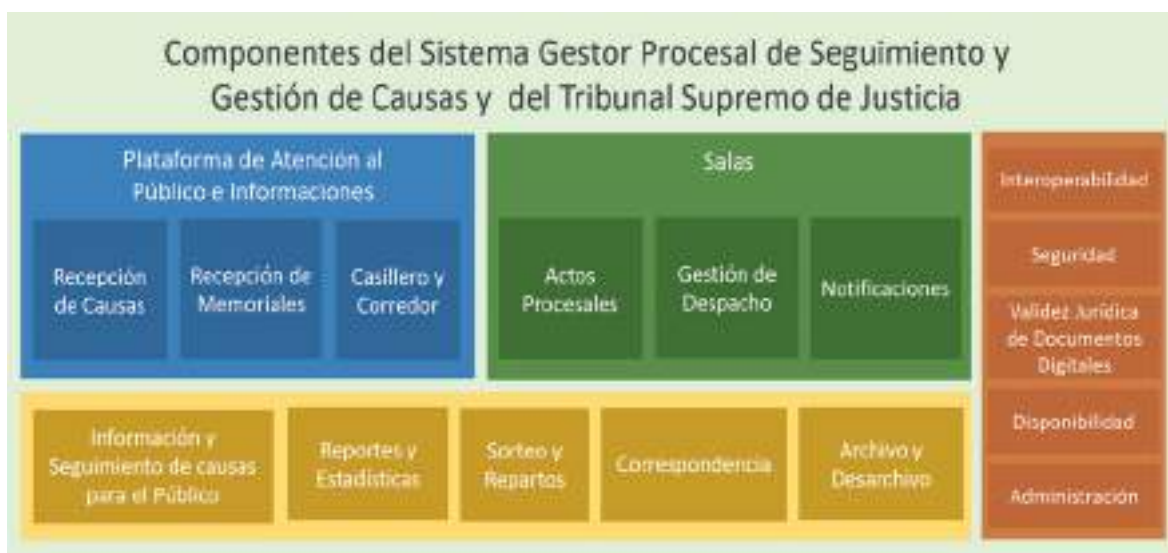 Componentes del Sistema Gestor Procesal de Seguimiento y
Gestión de Causas y del Tribunal Supremo de Justicia
Plataforma de Atención al
Público e Informaciones
Recepción
de Causas
Recepción de
Memoriales
Casillero y
Corredor
Salas
Actos
Procesales
Gestión de
Despacho
Notificaciones
Interoperabilidad
Seguridad
Validez Jurídica
de Documentos
Digitales
Disponibilidad
Administración
Información y
Seguimiento de causas
para el Público
Reportes y
Estadísticas
Sorteo y
Repartos
Correspondencia
Archivo y
Desarchivo